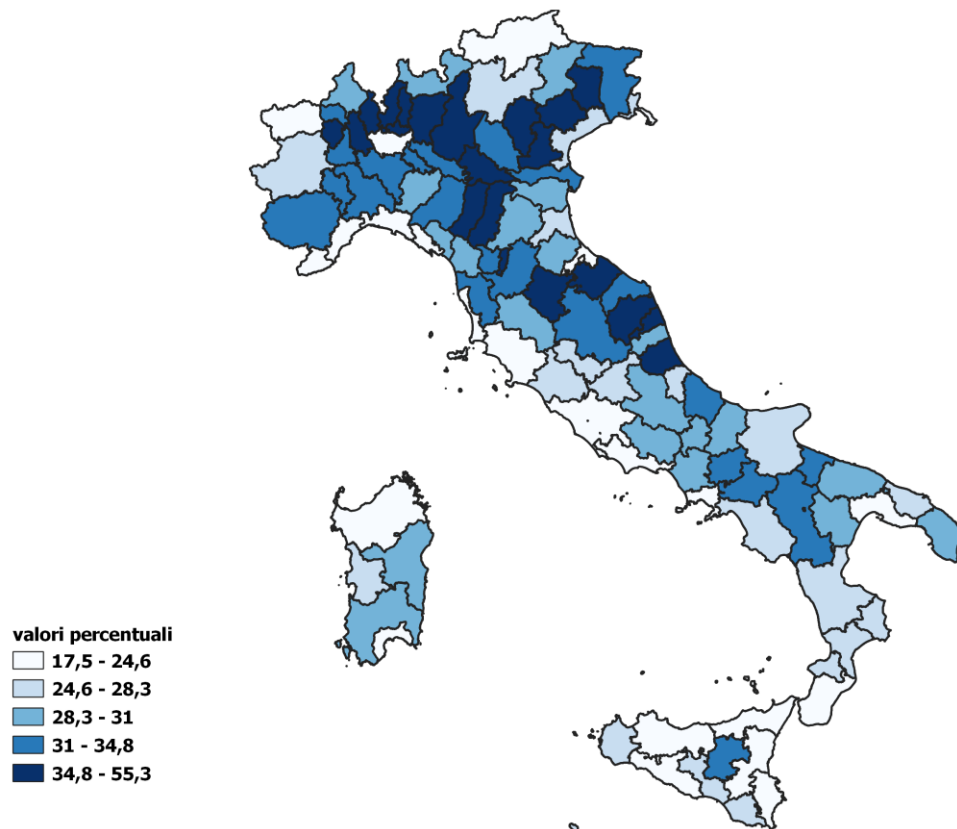 valori percentuali
17,5 - 24,6
24,6 - 28,3
28,3 - 31
31 - 34,8
34,8 - 55,3